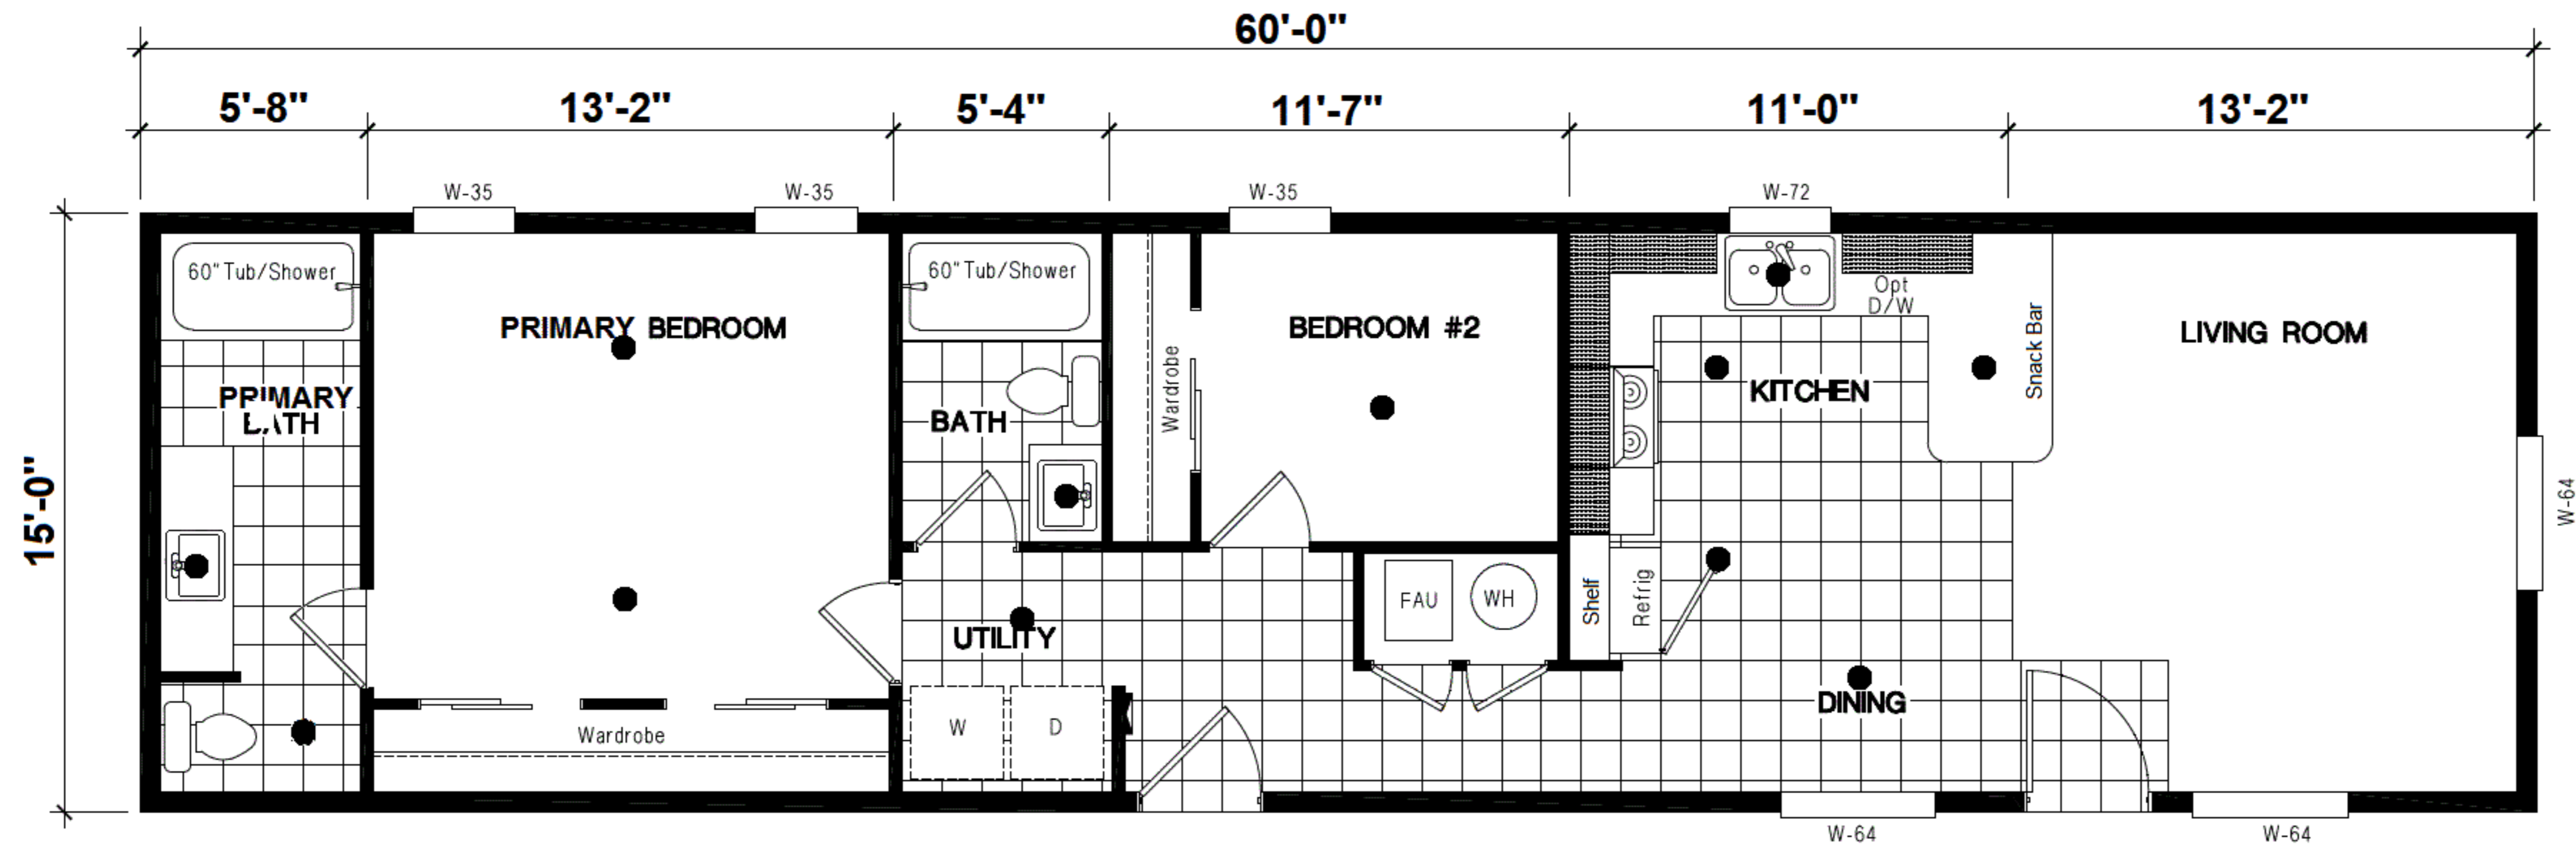 60'-0"
5'-8"
13'-2"
5'-4"
11'-7"
11'-0"
13'-2"
W-35
W-35
W-35
W-72
60" Tub/Shower
60" Tub/Shower
PRIMARY BEDROOM
BEDROOM #2
Opt
D/W
Snack Bar
LIVING ROOM
PRIMARY
BATH
BATH
Wardrobe
KITCHEN
15'-0"
W-64
UTILITY
FAU
WH
Shelf
Refrig
DINING
Wardrobe
W
D
W-64
W-64